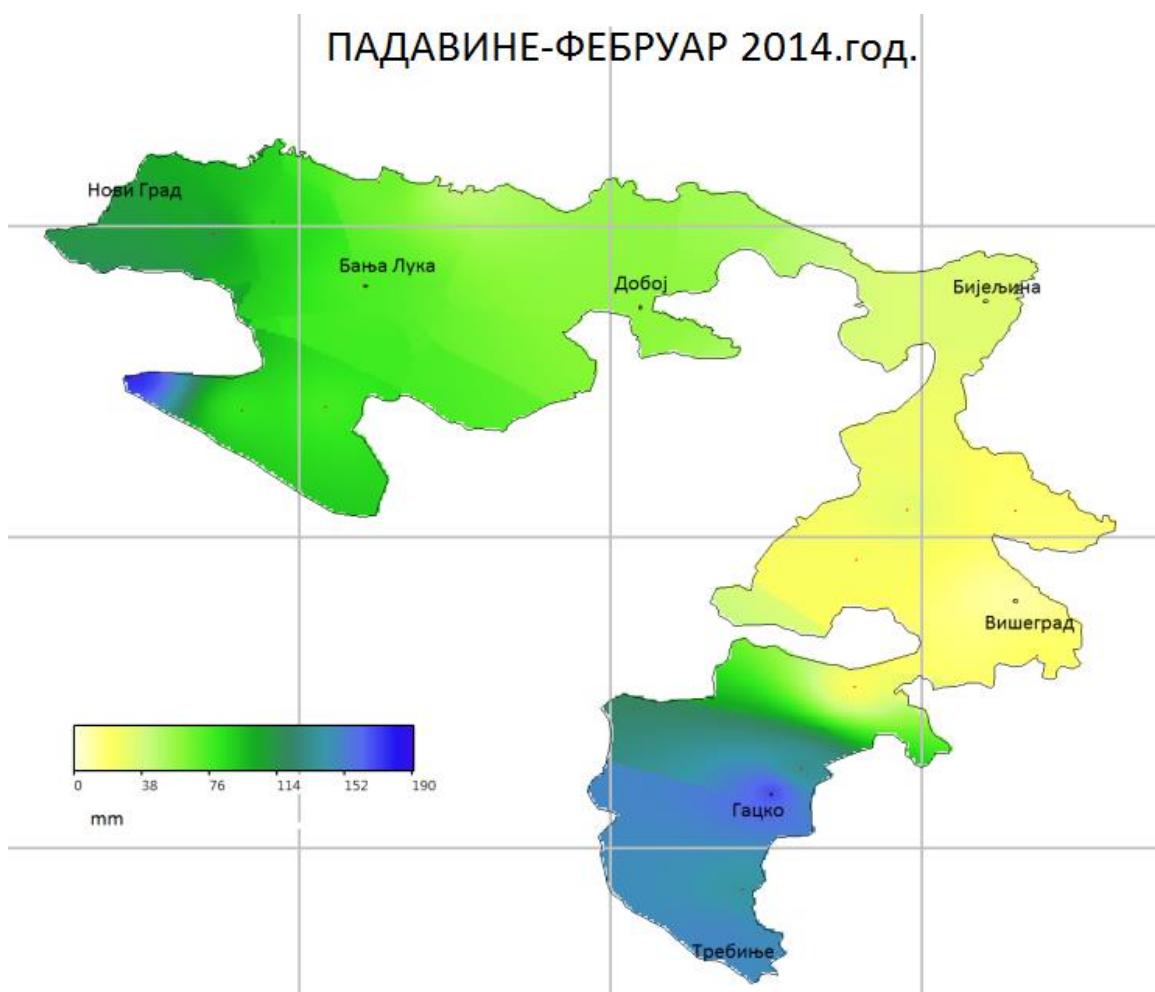 ПАДАВИНЕ-ФЕБРУАР 2014.год.
Нови Град
Бања Лука
Добој
Бијељина
Вишеград
0 38 76 114 152 190
mm
Гацко
Требиње